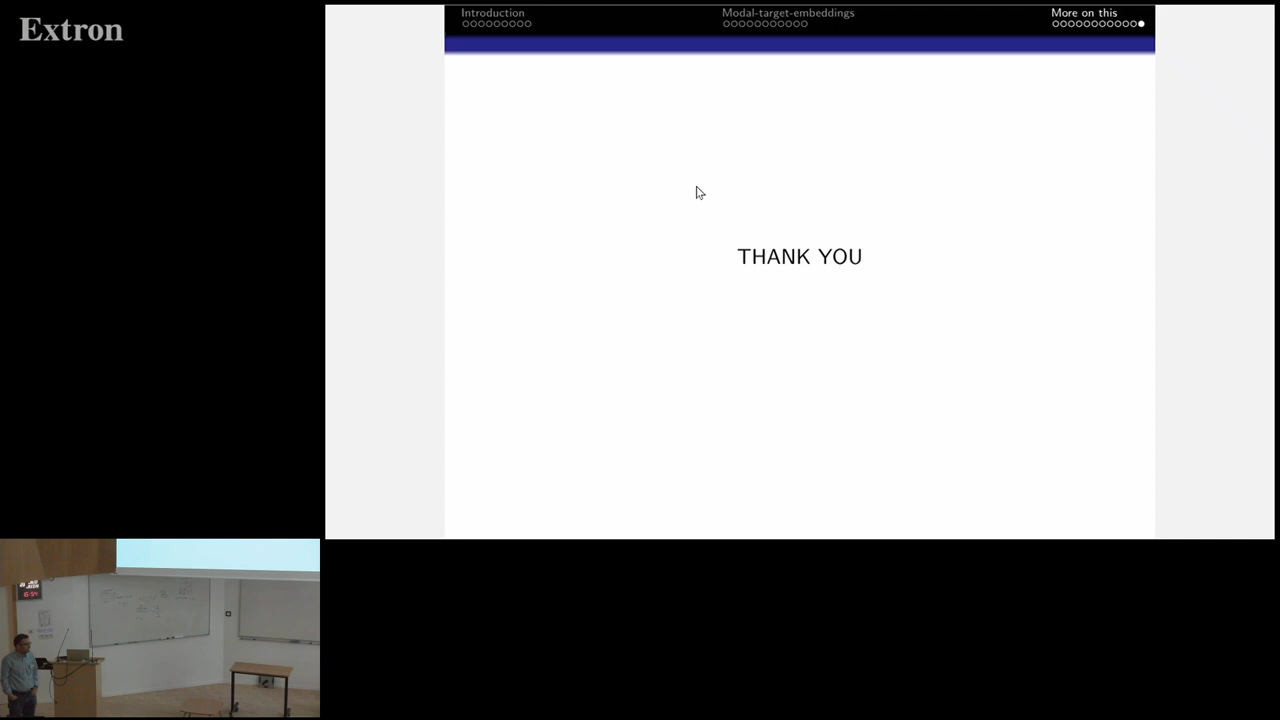 Extron
Introduction
Modal-target-embeddings
More on this
THANK YOU